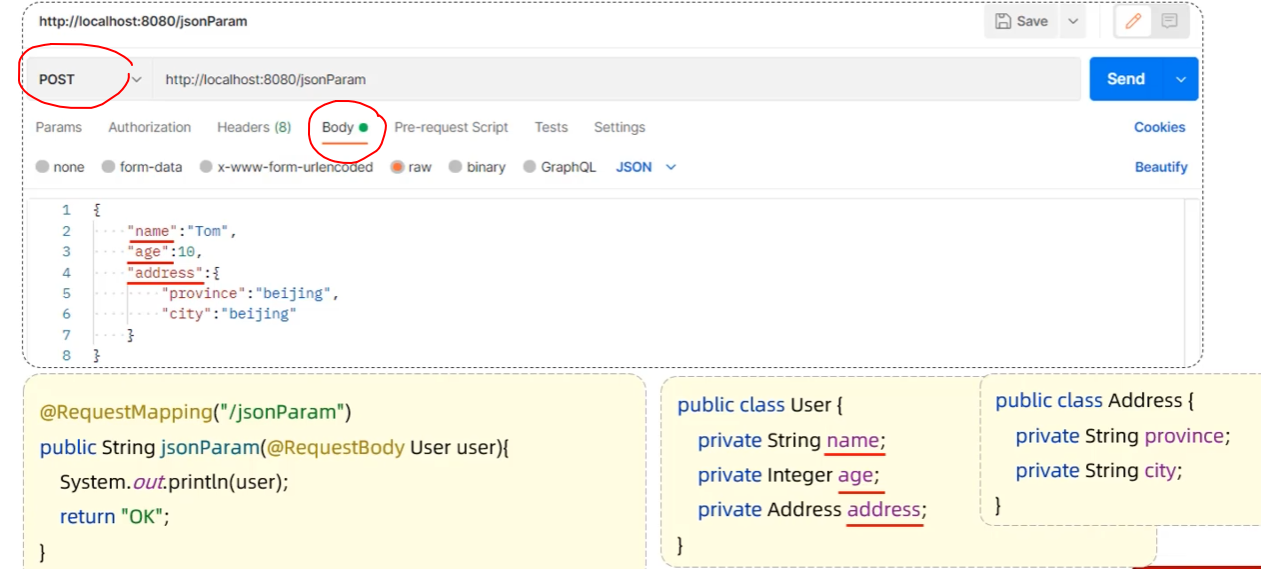 http://localhost:8080/jsonParam
Save
POST
http://localhost:8080/jsonParam
Send
Params Authorization Headers (8) Body Pre-request Script Tests Settings Cookies
none form-data x-www-form-urlencoded raw binary GraphQL JSON Beautify
1 {
2 "name":"Tom",
3 "age":10,
4 "address":{
5 "province":"beijing",
6 "city":"beijing"
7 }
8 }
@RequestMapping("/jsonParam")
public String jsonParam(@RequestBody User user){
System.out.println(user);
return "OK";
}
public class User {
private String name;
private Integer age;
private Address address;
}
public class Address {
private String province;
private String city;
}